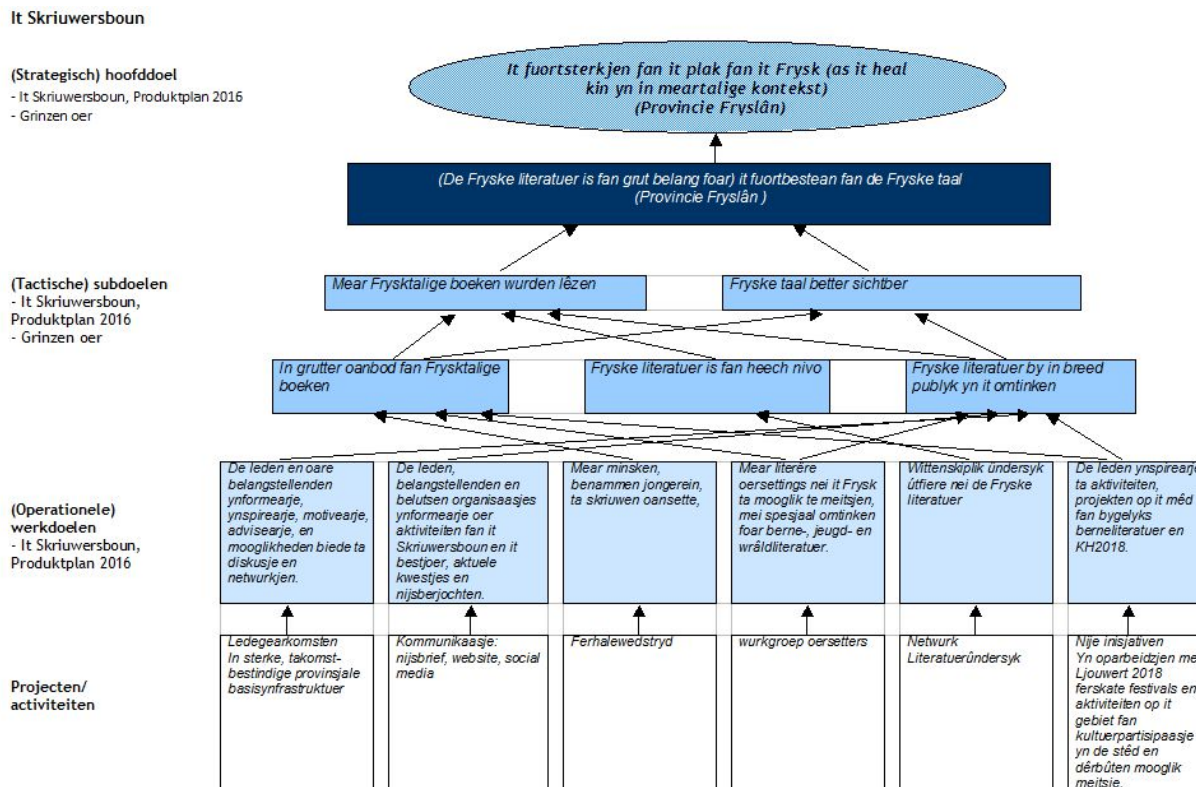 It Skriuwersboun
(Strategisch) hoofddoel
- It Skriuwersboun, Produktplan 2016
- Grinzen oer
It fuortsterkjen fan it plak fan it Frysk (as it heal
kin yn in meartalige kontekst)
(Provincie Fryslân)
(De Fryske literatuer is fan grut belang foar) it fuortbestean fan de Fryske taal
(Provincie Fryslân )
(Tactische) subdoelen
- It Skriuwersboun,
Produktplan 2016
- Grinzen oer
Mear Frysktalige boeken wurden lêzen
Fryske taal better sichtber
In grutter oanbod fan Frysktalige
boeken
Fryske literatuer is fan heech nivo
Fryske literatuer by in breed
publyk yn it omtinken
(Operationele)
werkdoelen
- It Skriuwersboun,
Produktplan 2016
De leden en oare
belangstellenden
ynformearje,
ynspirearje, motivearje,
advisearje, en
mooglikheden biede ta
diskusje en
netwurkjen.
De leden,
belangstellenden en
belutsen organisaasjes
ynformearje oer
aktiviteiten fan it
Skriuwersboun en it
bestjoer, aktuele
kwestjes en
nijsberjochten.
Mear minsken,
benammen jongerein,
ta skriuwen oansette,
Mear literêre
oersettings nei it Frysk
ta mooglik te meitsjen,
mei spesjaal omtinken
foar berne-, jeugd- en
wrâldliteratuer.
Wittenskiplik ûndersyk
útfiere nei de Fryske
literatuer
De leden ynspirearje
ta aktiviteiten,
projekten op it mêd
fan bygelyks
berneliteratuer en
KH2018.
Projecten/
activiteiten
Ledegearkomsten
In sterke, takomst-
bestindige provinsjale
basisynfrastruktuer
Kommunikaasje:
nijsbrief, website, social
media
Ferhalewedstryd
wurkgroep oersetters
Netwurk
Literatuerûndersyk
Nije inisjativen
Yn oparbeidzjen mei
Ljouwert 2018
ferskate festivals en
aktiviteiten op it
gebiet fan
kultuerpartisipaasje
yn de stêd en
dêrbûten mooglik
meitsje.